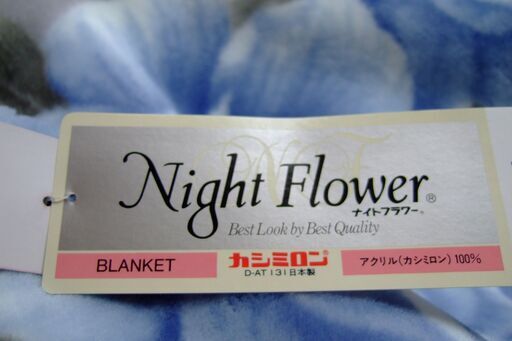 Night Flower®
ナイトフラワー®
Best Look by Best Quality
BLANKET
カシミロン®
D-AT131日本製
アクリル(カシミロン)100%